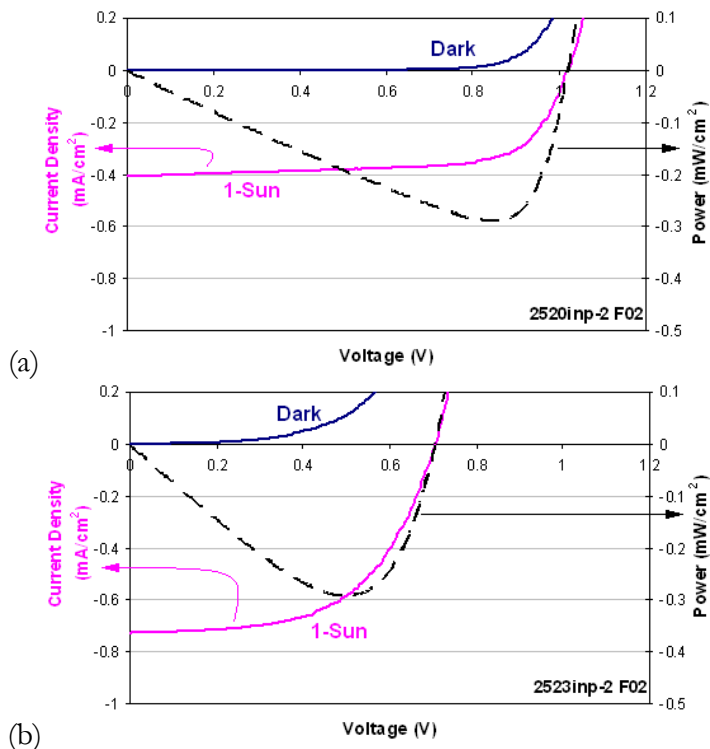 0.2
0.1
Dark
0
0
0
0.2
0.4
0.6
0.8
1
1.2
-0.2
-0.1
-0.4
-0.2
1-Sun
-0.6
-0.3
-0.8
-0.4
2520inp-2 F02
-1
-0.5
Current Density
(mA/cm²)
Power (mW/cm²)
Voltage (V)
(a)
0.2
0.1
Dark
0
0
0
0.2
0.4
0.6
0.8
1
1.2
-0.2
-0.1
-0.4
-0.2
-0.6
-0.3
1-Sun
-0.8
-0.4
2523inp-2 F02
-1
-0.5
Current Density
(mA/cm²)
Power (mW/cm²)
Voltage (V)
(b)